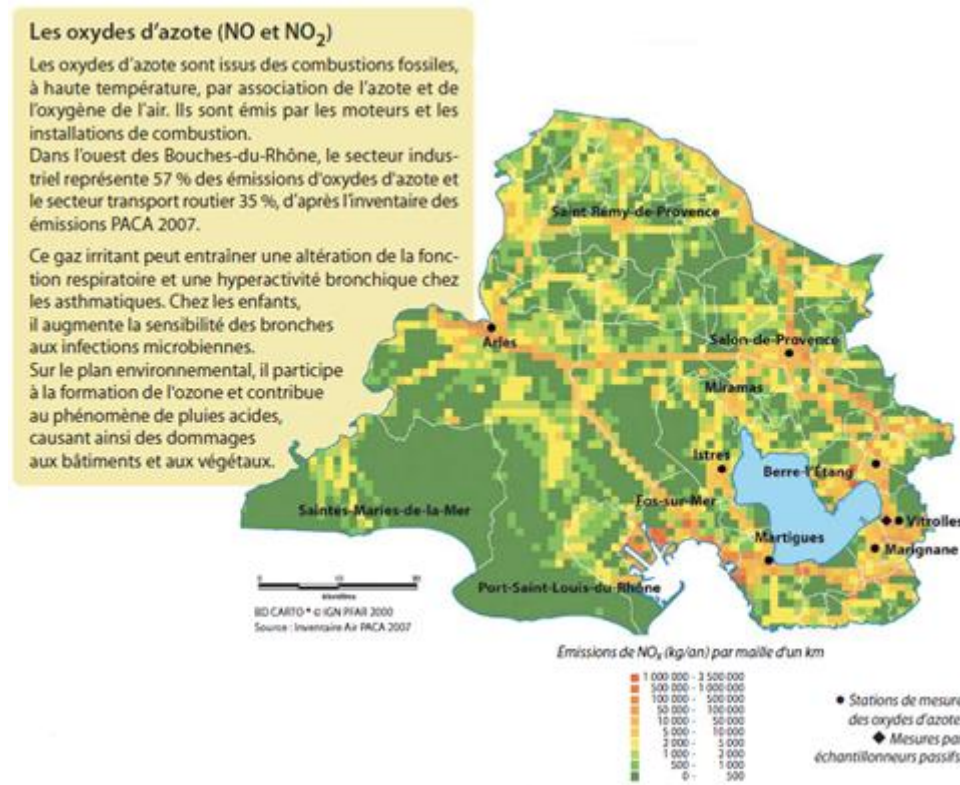 Les oxydes d'azote (NO et NO₂)
Les oxydes d'azote sont issus des combustions fossiles,
à haute température, par association de l'azote et de
l'oxygène de l'air. Ils sont émis par les moteurs et les
installations de combustion.
Dans l'ouest des Bouches-du-Rhône, le secteur indus-
triel représente 57 % des émissions d'oxydes d'azote et
le secteur transport routier 35 %, d'après l'inventaire des
émissions PACA 2007.
Ce gaz irritant peut entraîner une altération de la fonc-
tion respiratoire et une hyperactivité bronchique chez
les asthmatiques. Chez les enfants,
il augmente la sensibilité des bronches
aux infections microbiennes.
Sur le plan environnemental, il participe
à la formation de l'ozone et contribue
au phénomène de pluies acides,
causant ainsi des dommages
aux bâtiments et aux végétaux.
Saint-Rémy-de-Provence
Arles
Salon-de-Provence
Miramas
Istres
Berre-l'Étang
Saintes-Maries-de-la-Mer
Fos-sur-Mer
Vitrolles
Martigues
Marignane
Port-Saint-Louis-du-Rhône
0
kilomètres
BD CARTO ® © IGN PFAR 2000
Source : Inventaire Air PACA 2007
Émissions de NOₓ (kg/an) par maille d'un km
1 000 000 - 3 500 000
500 000 - 1 000 000
100 000 - 500 000
50 000 - 100 000
10 000 - 50 000
5 000 - 10 000
2 000 - 5 000
1 000 - 2 000
500 - 1 000
0 - 500
Stations de mesure
des oxydes d'azote
Mesures par
échantillonneurs passifs